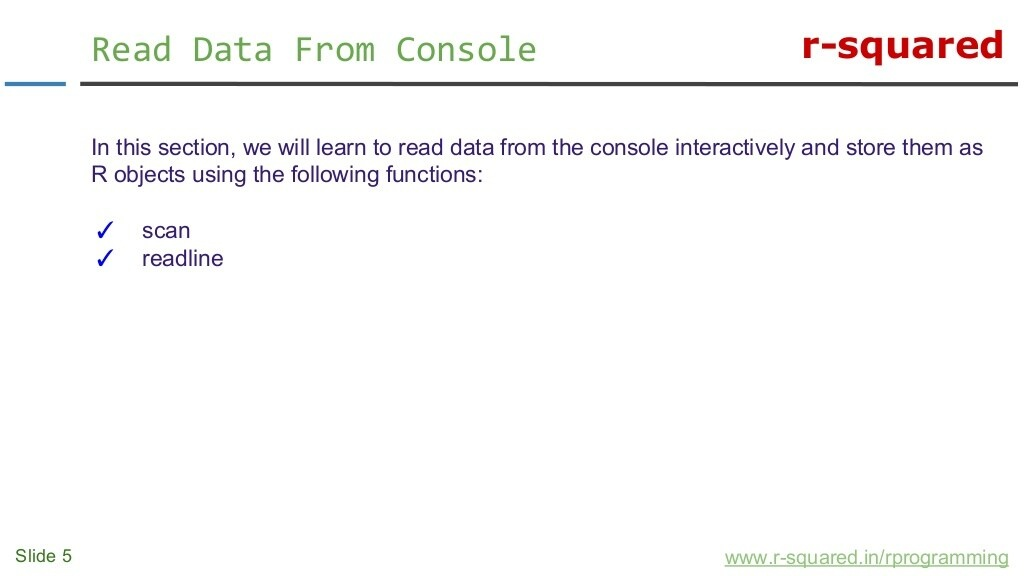 Read Data From Console
r-squared
In this section, we will learn to read data from the console interactively and store them as
R objects using the following functions:
✓ scan
✓ readline
Slide 5
www.r-squared.in/rprogramming